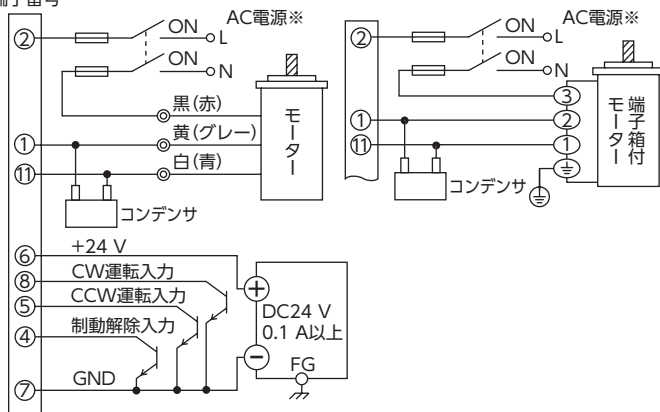 端子番号
② ON AC電源※
L
ON
N
黒(赤)
① 黄(グレー)
⑪ 白(青)
モーター
コンデンサ
② ON AC電源※
L
ON
N
③
① ②
⑪ ①
端子箱付
モーター
コンデンサ
⑥ +24 V
⑧ CW運転入力
⑤ CCW運転入力
④ 制動解除入力
⑦ GND
+
DC24 V
0.1 A以上
−
FG